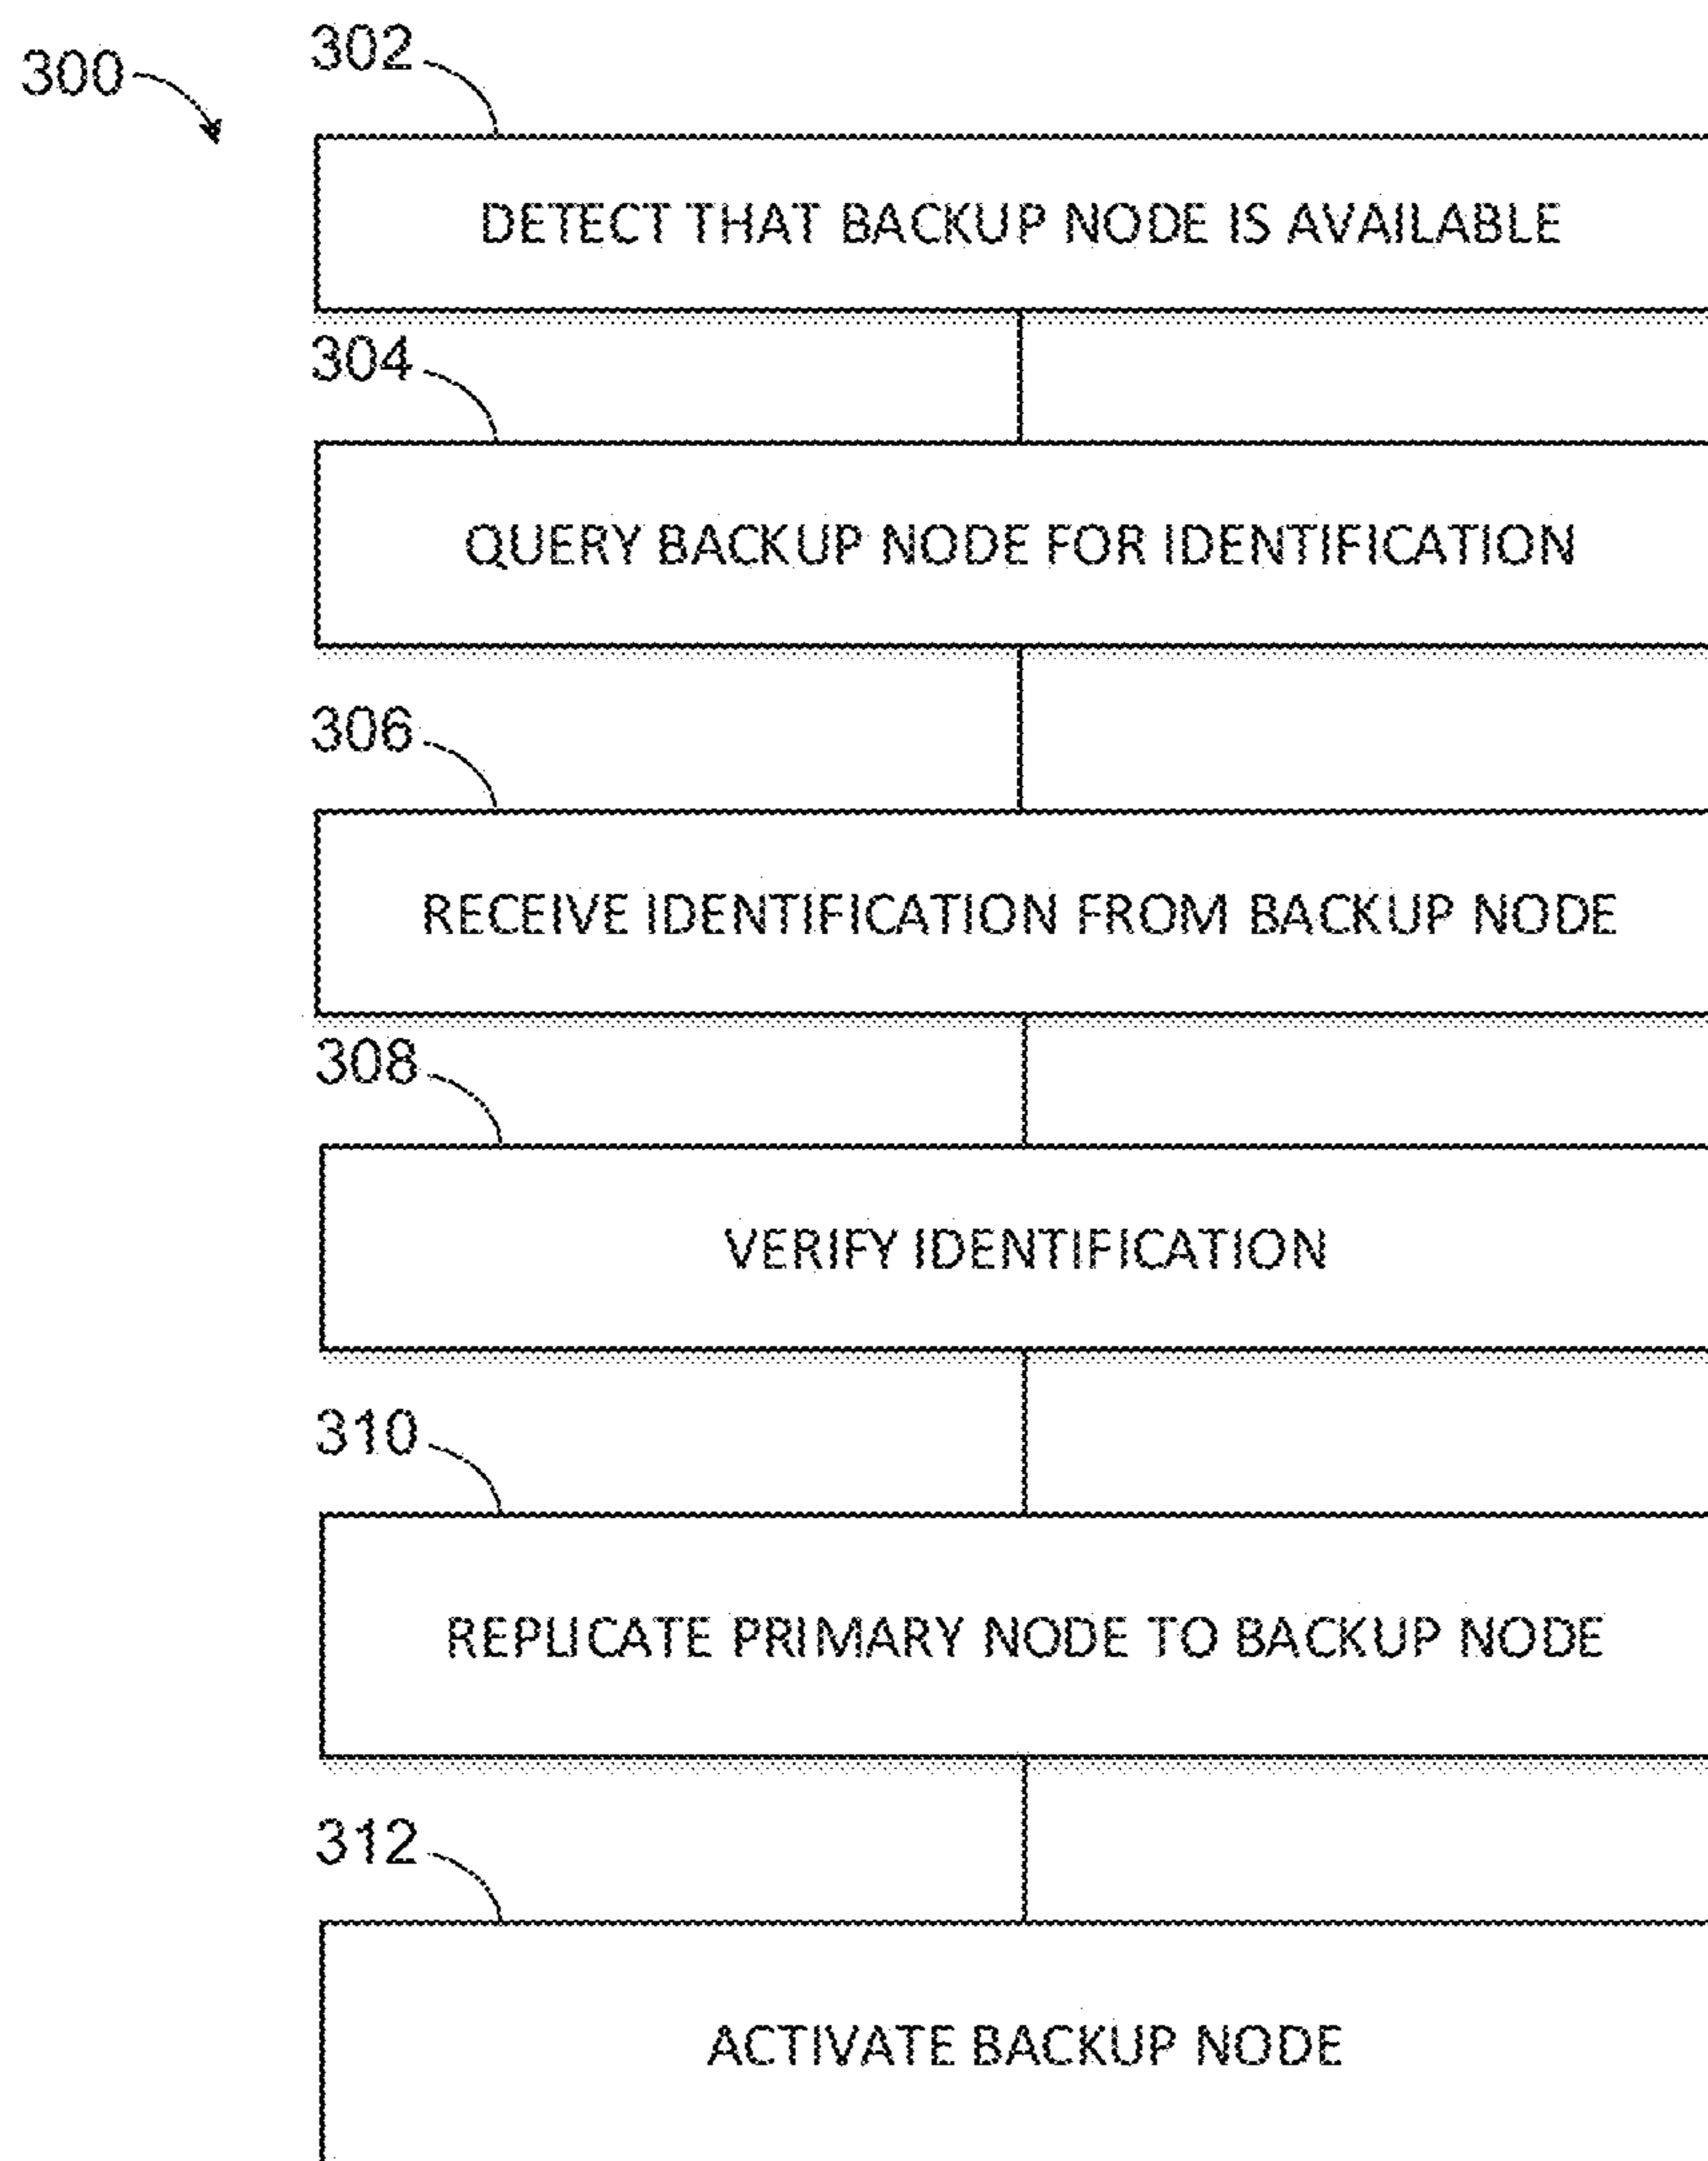 300
302
DETECT THAT BACKUP NODE IS AVAILABLE
304
QUERY BACKUP NODE FOR IDENTIFICATION
306
RECEIVE IDENTIFICATION FROM BACKUP NODE
308
VERIFY IDENTIFICATION
310
REPLICATE PRIMARY NODE TO BACKUP NODE
312
ACTIVATE BACKUP NODE